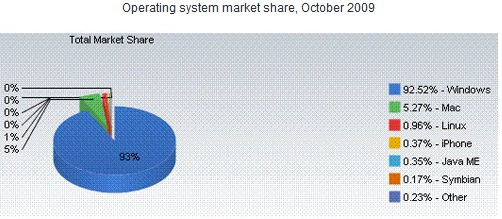 Operating system market share, October 2009
Total Market Share
0%
0%
0%
0%
1%
5%
93%
92.52% - Windows
5.27% - Mac
0.96% - Linux
0.37% - iPhone
0.35% - Java ME
0.17% - Symbian
0.23% - Other